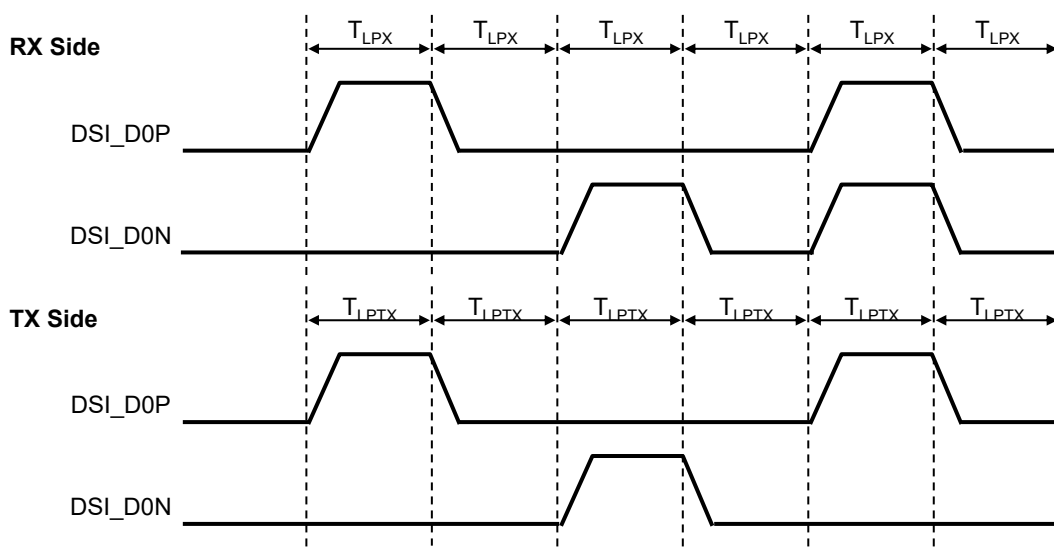 T_LPX T_LPX T_LPX T_LPX T_LPX T_LPX
RX Side
DSI_D0P
DSI_D0N
T_LPTX T_LPTX T_LPTX T_LPTX T_LPTX T_LPTX
TX Side
DSI_D0P
DSI_D0N